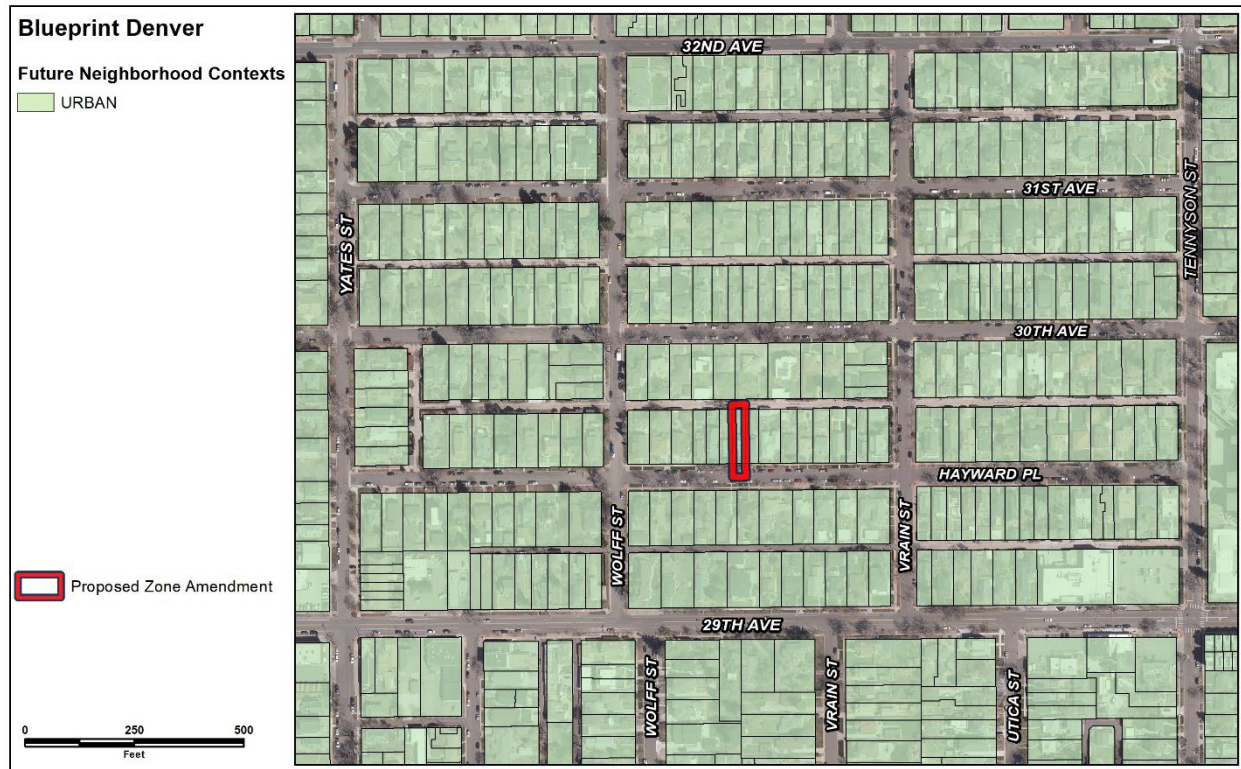 Blueprint Denver
Future Neighborhood Contexts
URBAN
Proposed Zone Amendment
0 250 500
Feet
32ND AVE
31ST AVE
YATES ST
TENNYSON ST
30TH AVE
HAYWARD PL
WOLFF ST
VRAIN ST
29TH AVE
WOLFF ST
VRAIN ST
UTICA ST